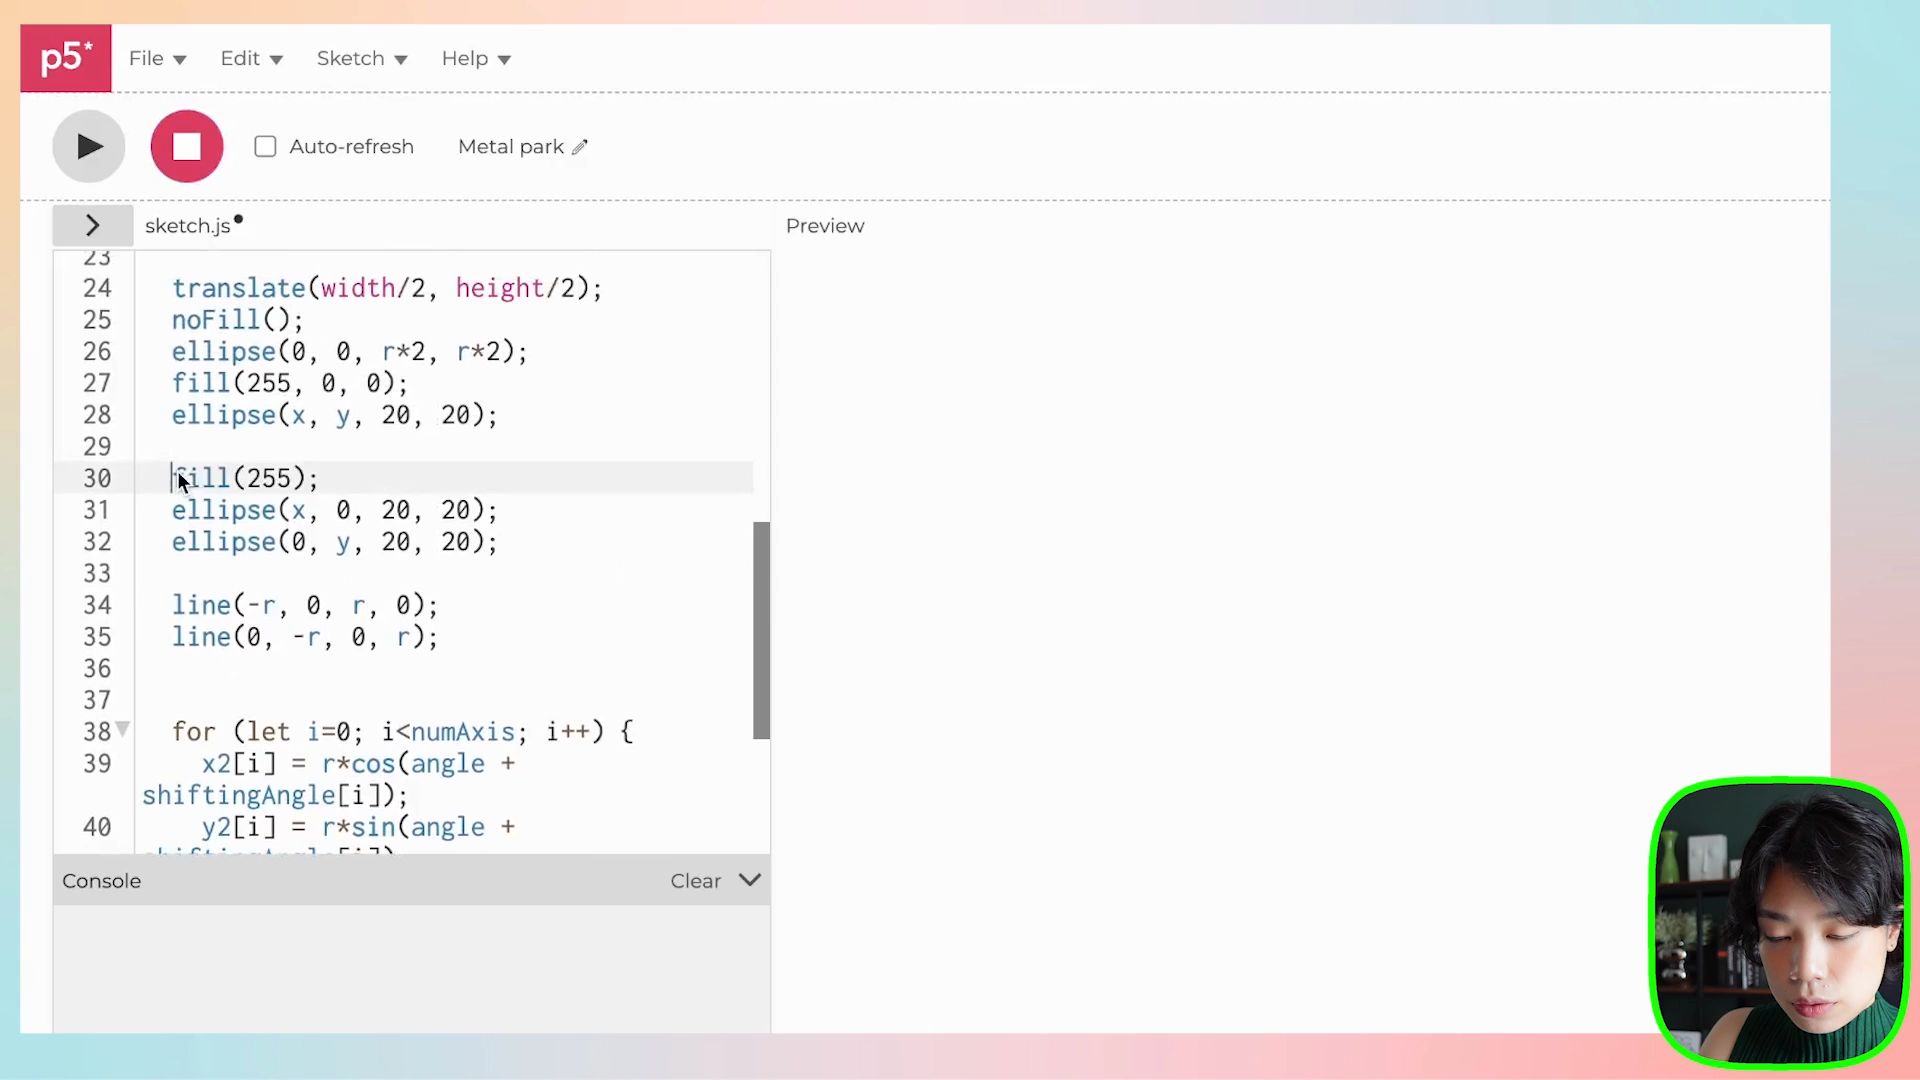 p5* File Edit Sketch Help
Auto-refresh Metal park
sketch.js Preview
23
24 translate(width/2, height/2);
25 noFill();
26 ellipse(0, 0, r*2, r*2);
27 fill(255, 0, 0);
28 ellipse(x, y, 20, 20);
29
30 fill(255);
31 ellipse(x, 0, 20, 20);
32 ellipse(0, y, 20, 20);
33
34 line(-r, 0, r, 0);
35 line(0, -r, 0, r);
36
37
38 for (let i=0; i<numAxis; i++) {
39 x2[i] = r*cos(angle +
shiftingAngle[i]);
40 y2[i] = r*sin(angle +
Console Clear